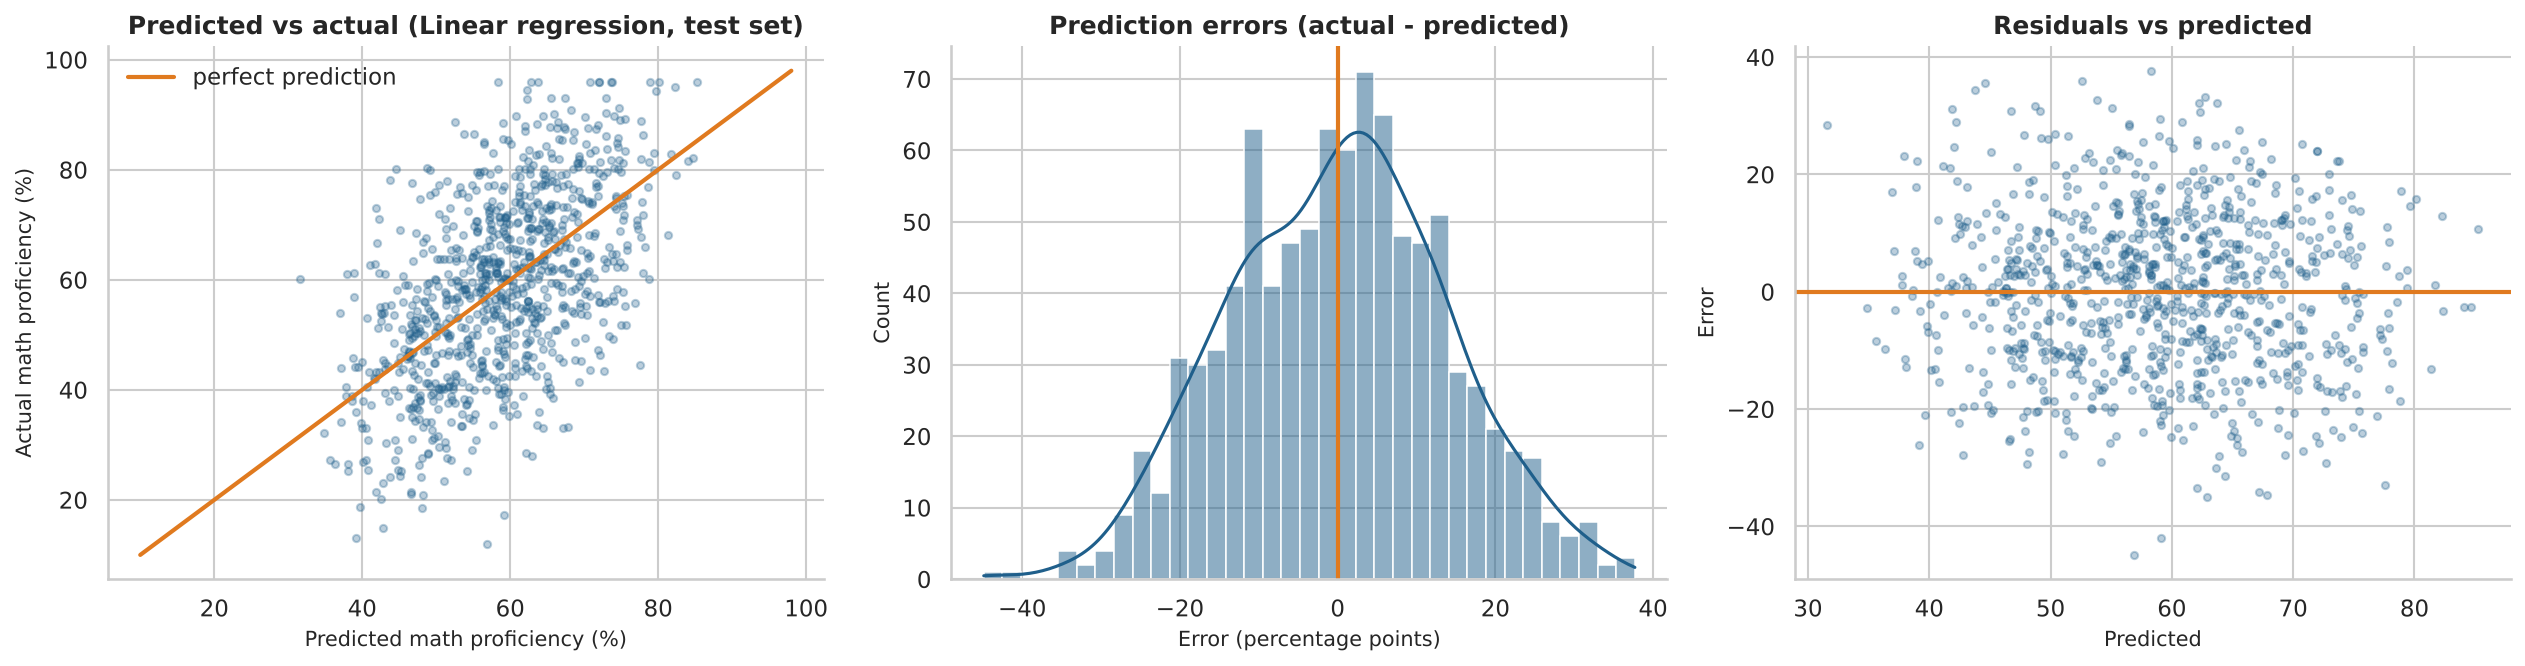 Predicted vs actual (Linear regression, test set)
perfect prediction
Actual math proficiency (%)
100
80
60
40
20
20 40 60 80 100
Predicted math proficiency (%)
Prediction errors (actual - predicted)
Count
70
60
50
40
30
20
10
0
−40 −20 0 20 40
Error (percentage points)
Residuals vs predicted
Error
40
20
0
−20
−40
30 40 50 60 70 80
Predicted